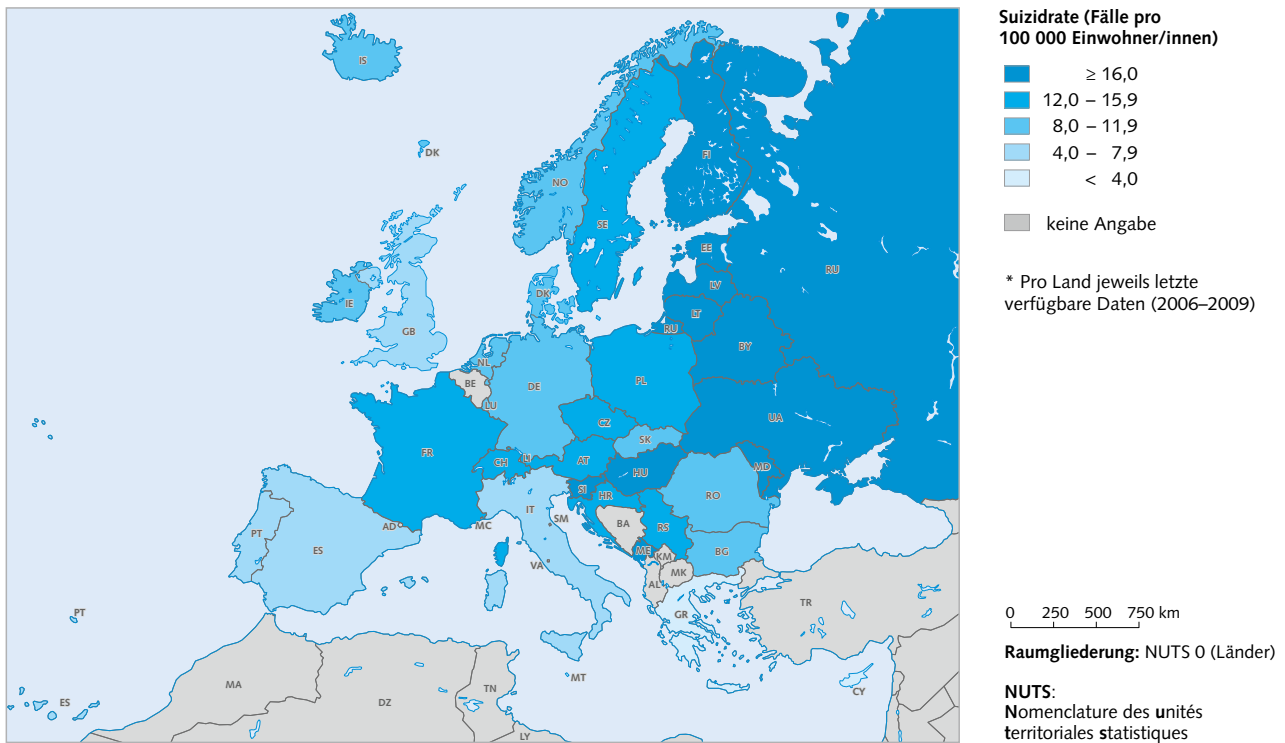 IS
DK
NO
SE
FI
RU
EE
LV
LT
RU
BY
IE
GB
DK
NL
BE
LU
DE
PL
CZ
SK
UA
FR
CH
LI
AT
HU
MD
SI
HR
RO
BA
RS
ME
KM
BG
AL
MK
GR
TR
CY
PT
ES
AD
MC
IT
SM
VA
MT
PT
ES
MA
DZ
TN
LY
Suizidrate (Fälle pro
100 000 Einwohner/innen)
≥ 16,0
12,0 – 15,9
8,0 – 11,9
4,0 – 7,9
< 4,0
keine Angabe
* Pro Land jeweils letzte
verfügbare Daten (2006–2009)
0 250 500 750 km
Raumgliederung: NUTS 0 (Länder)
NUTS:
Nomenclature des unités
territoriales statistiques